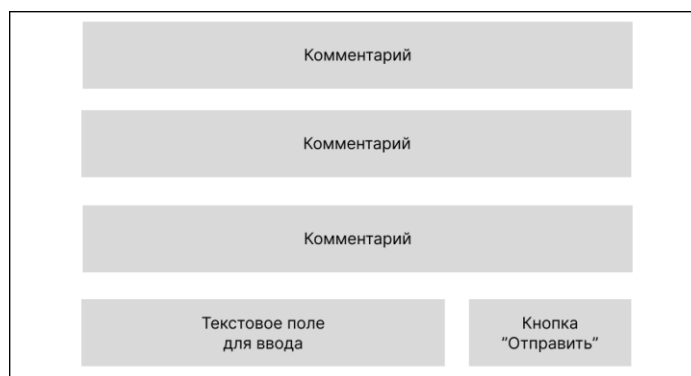 Комментарий
Комментарий
Комментарий
Текстовое поле
для ввода
Кнопка
”Отправить”